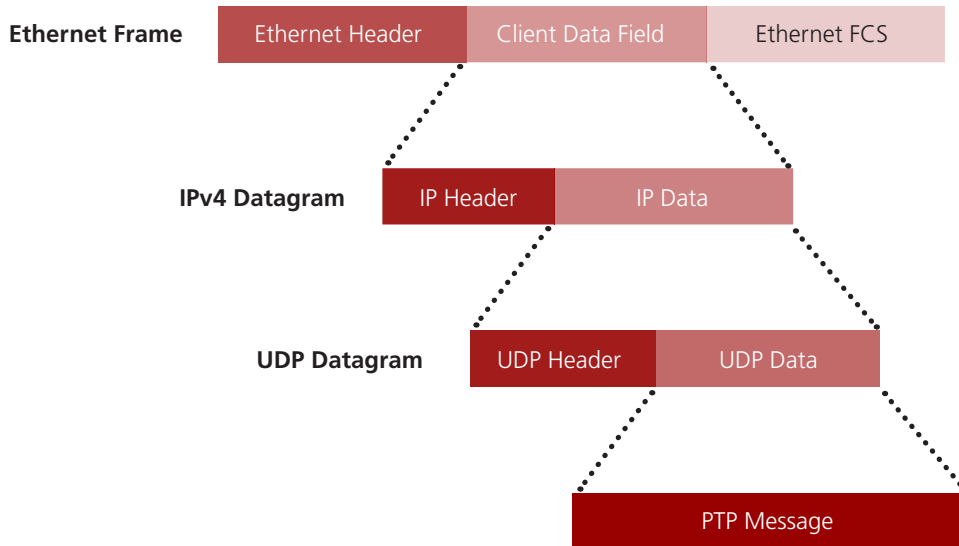 Ethernet Frame Ethernet Header Client Data Field Ethernet FCS
IPv4 Datagram IP Header IP Data
UDP Datagram UDP Header UDP Data
PTP Message